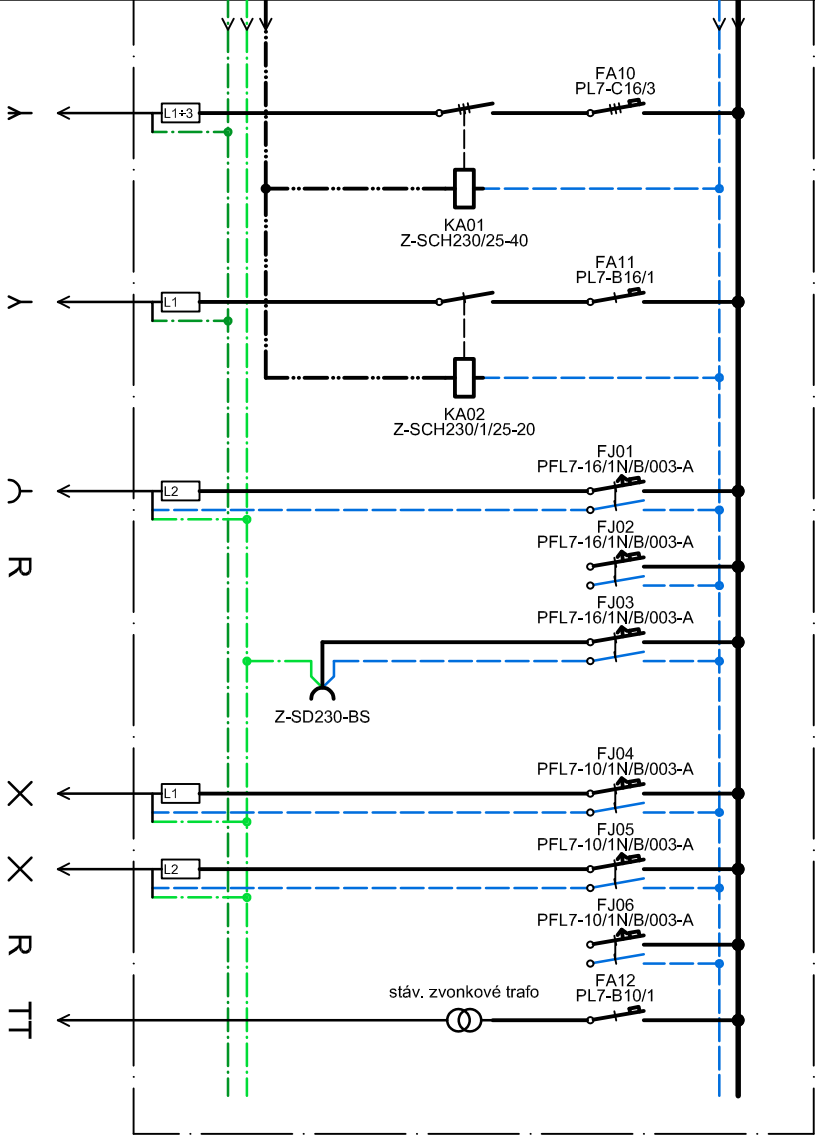 FA10
PL7-C16/3
L1÷3
KA01
Z-SCH230/25-40
FA11
PL7-B16/1
L1
KA02
Z-SCH230/1/25-20
FJ01
PFL7-16/1N/B/003-A
L2
FJ02
PFL7-16/1N/B/003-A
R
FJ03
PFL7-16/1N/B/003-A
Z-SD230-BS
FJ04
PFL7-10/1N/B/003-A
L1
FJ05
PFL7-10/1N/B/003-A
L2
FJ06
PFL7-10/1N/B/003-A
R
FA12
PL7-B10/1
stáv. zvonkové trafo
TT